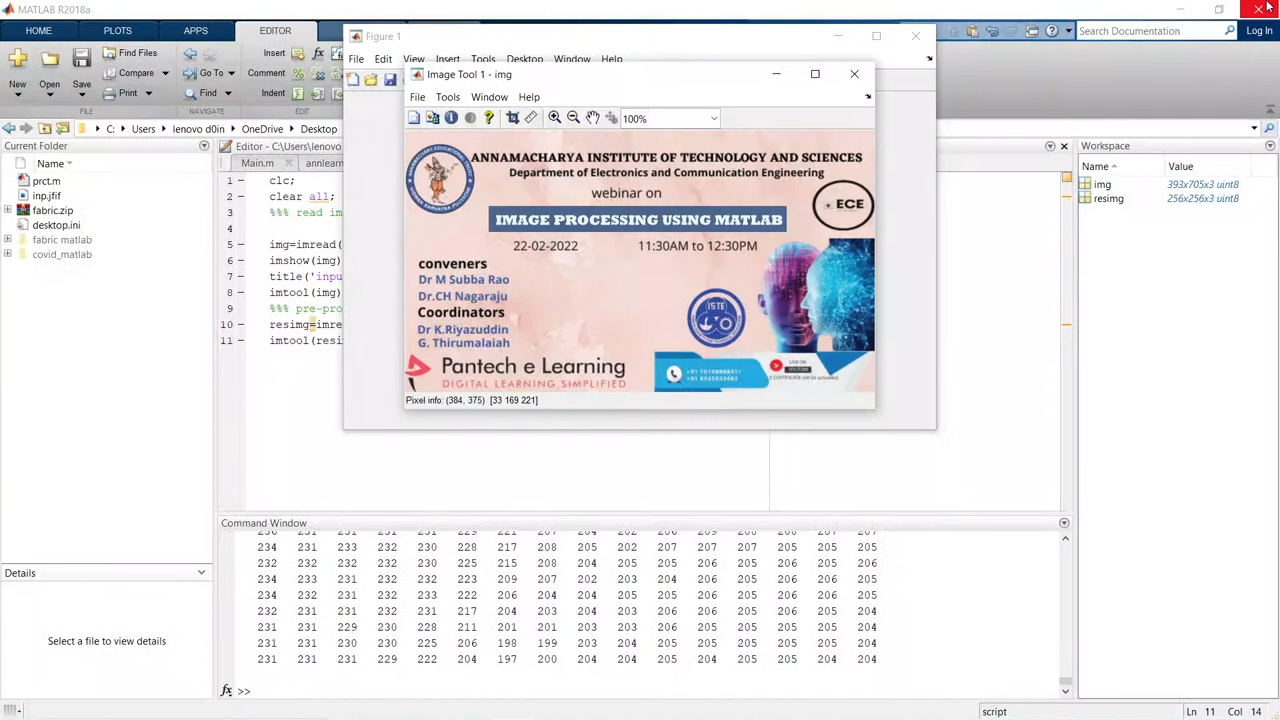 MATLAB R2018a
HOME
PLOTS
APPS
EDITOR
Search Documentation
Log In
New
Open
Save
Find Files
Compare
Print
FILE
Insert
Comment
Indent
Go To
Find
NAVIGATE
EDIT
C:
Users
lenovo d0in
OneDrive
Desktop
Current Folder
Name
prct.m
inp.jfif
fabric.zip
desktop.ini
fabric matlab
covid_matlab
Details
Select a file to view details
Editor - C:\Users\lenovo
Main.m
annlearn
1 clc;
2 clear all;
3 %%% read im
4
5 img=imread(
6 imshow(img)
7 title('inpu
8 imtool(img)
9 %%% pre-pro
10 resimg=imre
11 imtool(resi
Figure 1
File Edit View Insert Tools Desktop Window Help
Image Tool 1 - img
File Tools Window Help
100%
ANNAMACHARYA INSTITUTE OF TECHNOLOGY AND SCIENCES
Department of Electronics and Communication Engineering
webinar on
IMAGE PROCESSING USING MATLAB
ECE
22-02-2022 11:30AM to 12:30PM
conveners
Dr M Subba Rao
Dr.CH Nagaraju
Coordinators
Dr K.Riyazuddin
G. Thirumalaiah
ISTE
Pantech e Learning
DIGITAL LEARNING SIMPLIFIED
LIVE ON
YOUTUBE
E CERTIFICATE will be provided
Pixel info: (384, 375) [33 169 221]
Workspace
Name Value
img 393x705x3 uint8
resimg 256x256x3 uint8
Command Window
234 231 233 232 230 228 217 208 205 202 207 207 207 205 205 205
232 232 232 232 230 225 215 208 204 205 205 206 205 206 205 206
234 233 231 232 232 223 209 207 202 203 204 206 205 206 206 205
234 232 231 232 233 222 206 204 204 205 205 206 205 206 205 205
232 231 231 232 231 217 204 203 204 203 206 206 205 206 205 204
231 231 229 230 228 211 201 201 203 203 206 205 205 205 205 204
231 231 230 230 225 206 198 199 203 204 205 205 205 205 205 204
231 231 231 229 222 204 197 200 204 204 205 204 205 205 204 204
fx >>
script
Ln 11 Col 14